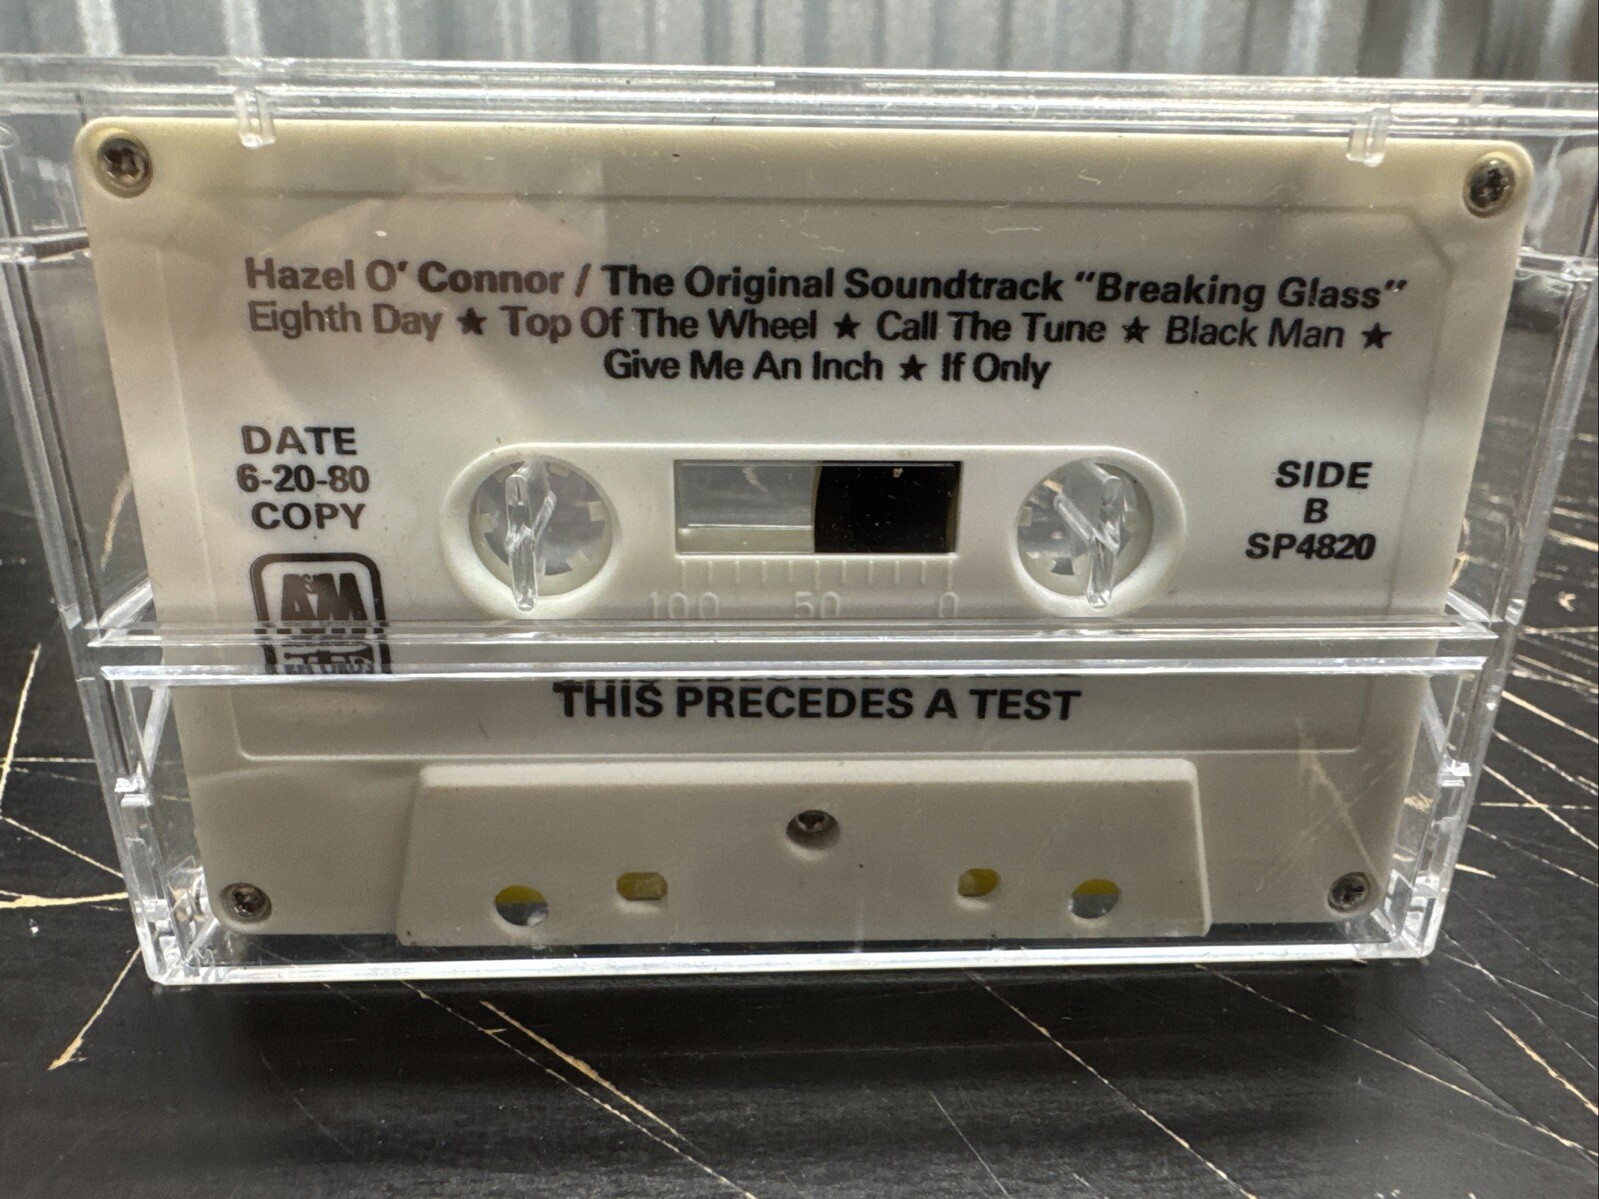 Hazel O' Connor / The Original Soundtrack "Breaking Glass"
Eighth Day ★ Top Of The Wheel ★ Call The Tune ★ Black Man ★
Give Me An Inch ★ If Only
DATE
6-20-80
COPY
SIDE
B
SP4820
A&M
100 50 0
THIS PRECEDES A TEST